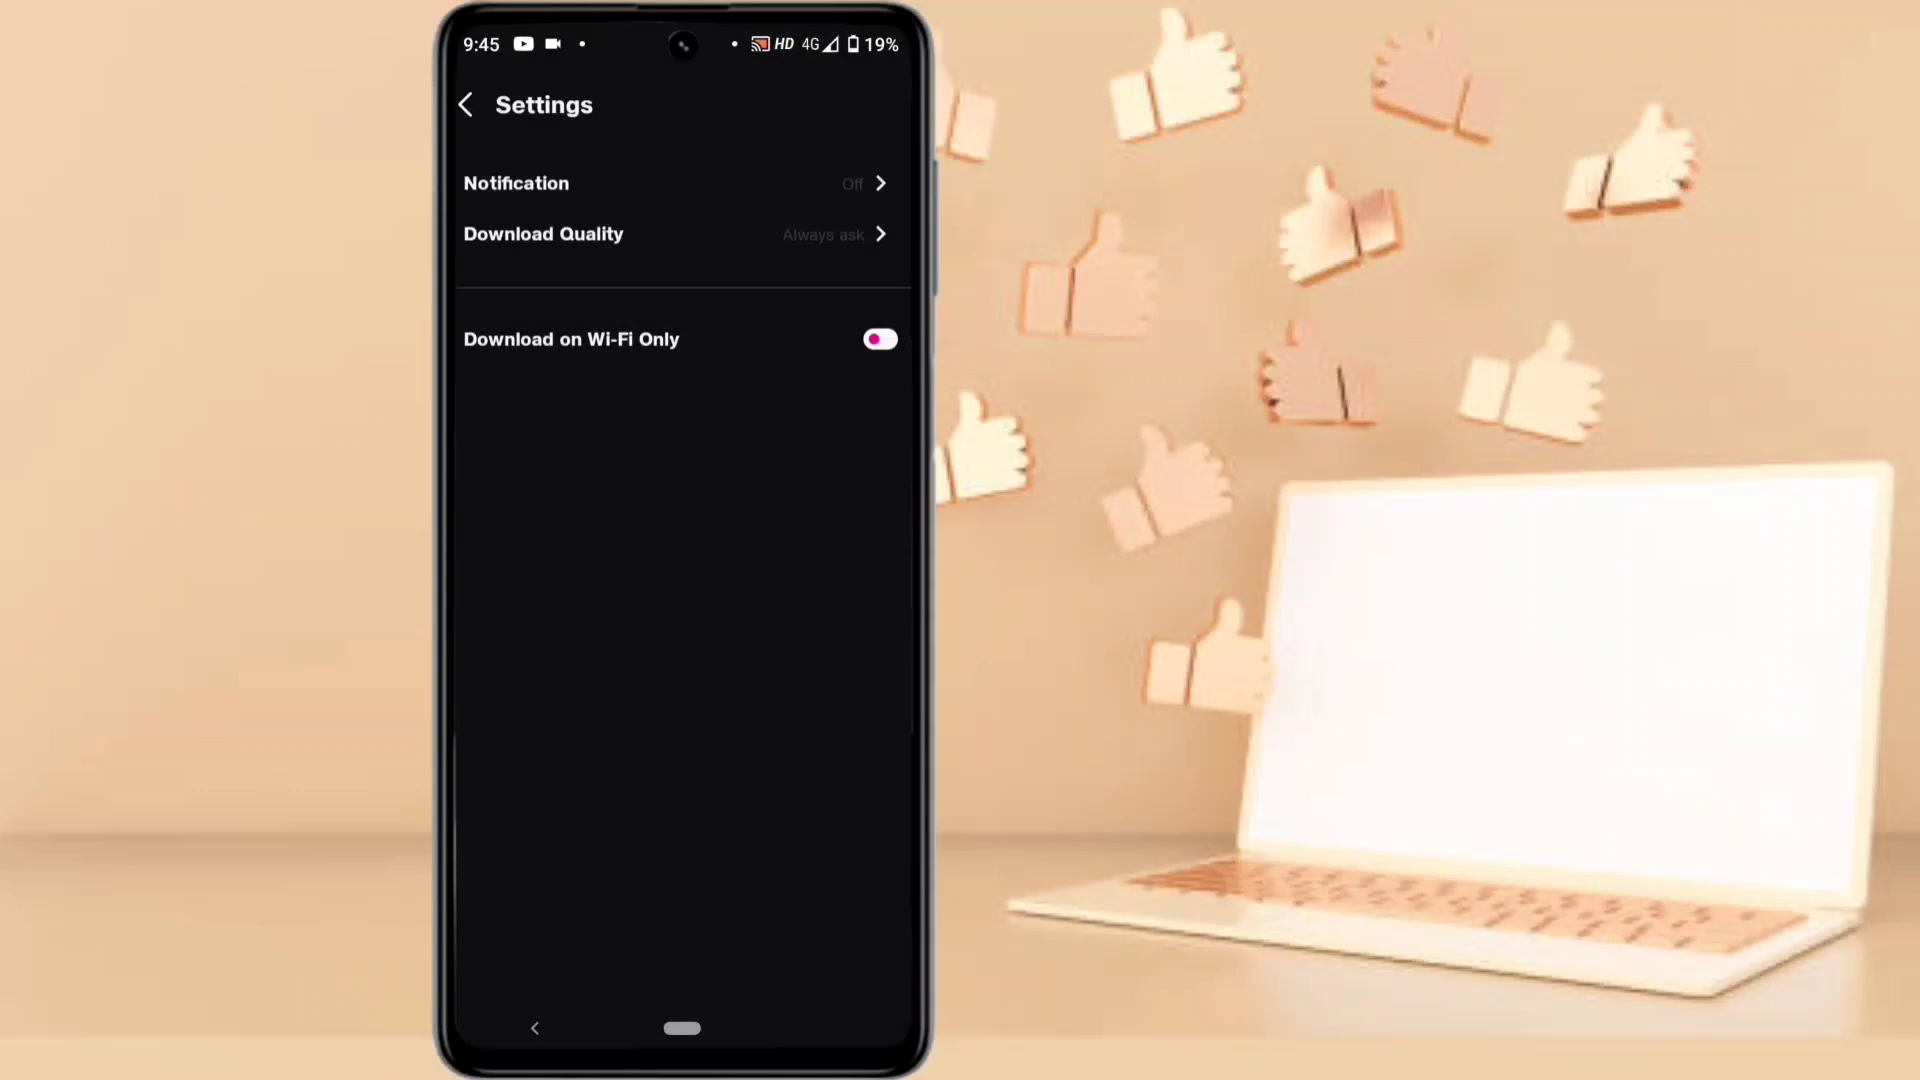 9:45 HD 4G 19%
Settings
Notification Off
Download Quality Always ask
Download on Wi-Fi Only